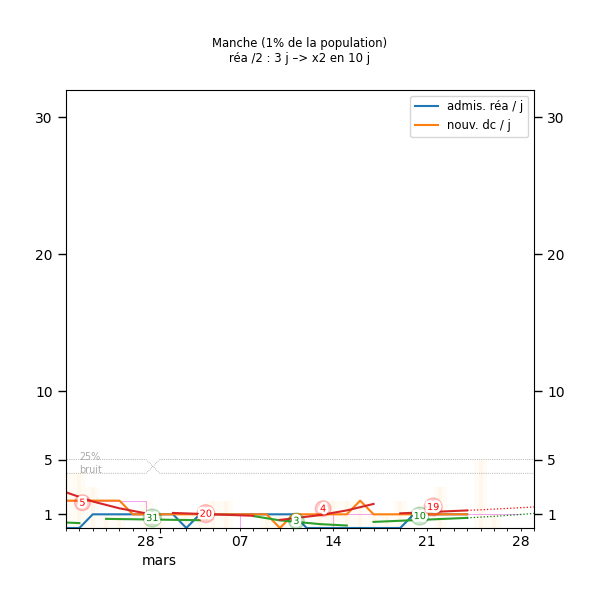 Manche (1% de la population)
réa /2 : 3 j –> x2 en 10 j
admis. réa / j
nouv. dc / j
30 30
20 20
10 10
5 5
1 1
25%
bruit
5 31 20 3 4 10 19
28 07 14 21 28
mars